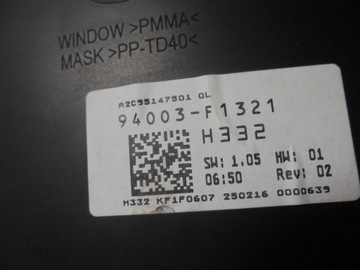 WINDOW >PMMA<
MASK >PP-TD40<
A2C95147501 QL
94003-F1321
H332
SW: 1.05 HW: 01
06:50 Rev: 02
H332 KF1F0607 250216 0000639